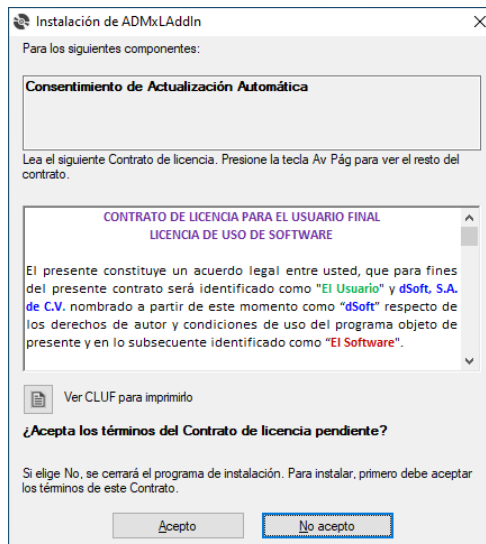 Instalación de ADMxLAddIn
Para los siguientes componentes:
Consentimiento de Actualización Automática
Lea el siguiente Contrato de licencia. Presione la tecla Av Pág para ver el resto del
contrato.
CONTRATO DE LICENCIA PARA EL USUARIO FINAL
LICENCIA DE USO DE SOFTWARE
El presente constituye un acuerdo legal entre usted, que para fines
del presente contrato será identificado como "El Usuario" y dSoft, S.A.
de C.V. nombrado a partir de este momento como “dSoft” respecto de
los derechos de autor y condiciones de uso del programa objeto de
presente y en lo subsecuente identificado como “El Software".
Ver CLUF para imprimirlo
¿Acepta los términos del Contrato de licencia pendiente?
Si elige No, se cerrará el programa de instalación. Para instalar, primero debe aceptar
los términos de este Contrato.
Acepto
No acepto